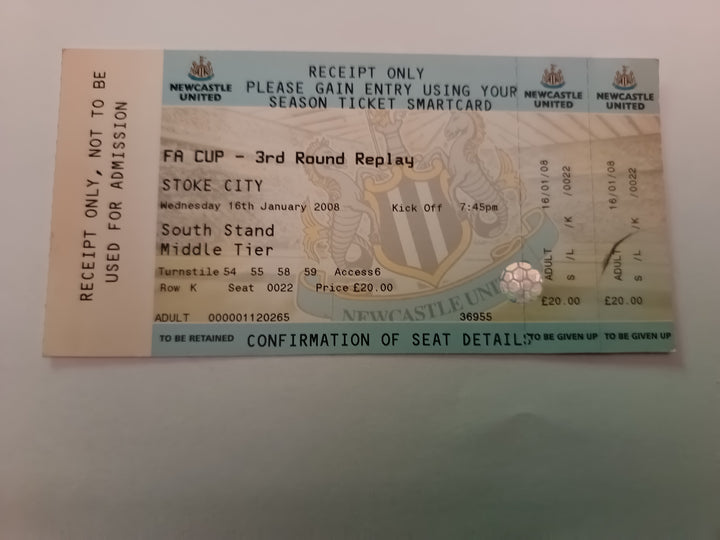 RECEIPT ONLY, NOT TO BE
USED FOR ADMISSION
NEWCASTLE
UNITED
RECEIPT ONLY
PLEASE GAIN ENTRY USING YOUR
SEASON TICKET SMARTCARD
FA CUP - 3rd Round Replay
STOKE CITY
Wednesday 16th January 2008 Kick Off 7:45pm
South Stand
Middle Tier
Turnstile 54 55 58 59 Access6
Row K Seat 0022 Price £20.00
NEWCASTLE UNITED
ADULT 000001120265 36955
TO BE RETAINED CONFIRMATION OF SEAT DETAILS
NEWCASTLE
UNITED
16/01/08 /0022
/K
ADULT S /L
£20.00
TO BE GIVEN UP
NEWCASTLE
UNITED
16/01/08 /0022
/K
ADULT S /L
£20.00
TO BE GIVEN UP